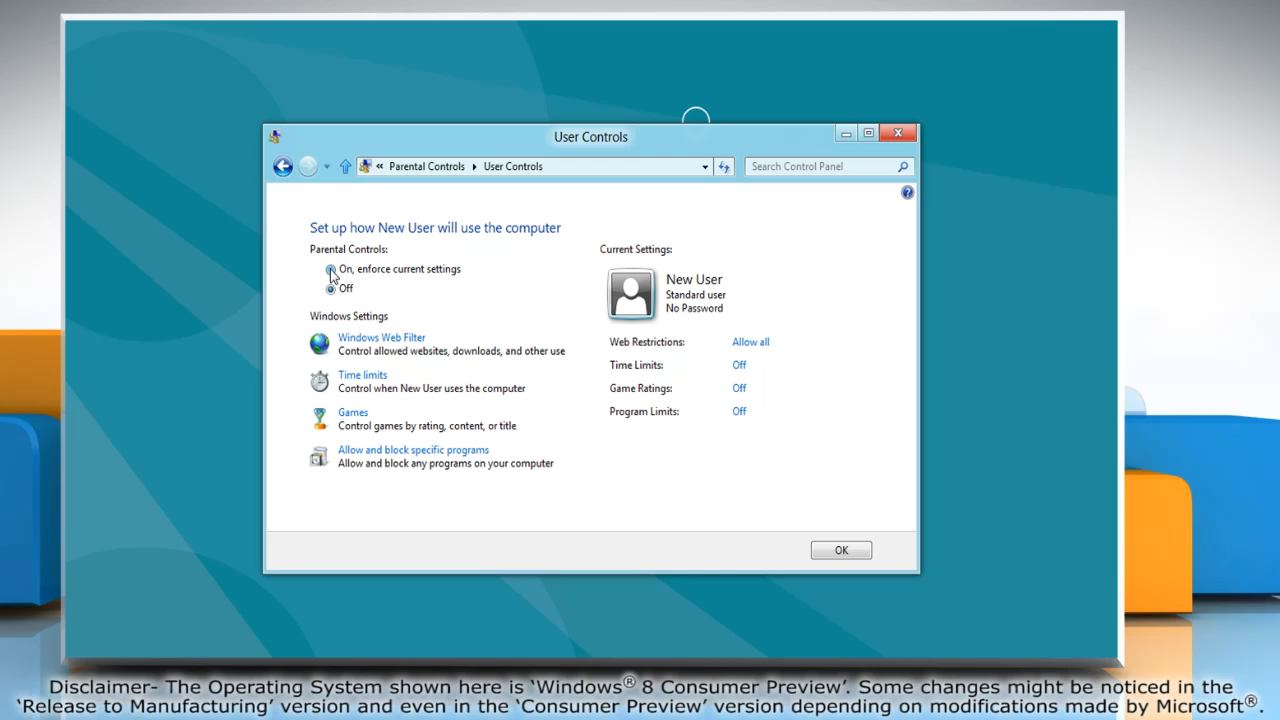 User Controls
« Parental Controls ▸ User Controls
Search Control Panel
Set up how New User will use the computer
Parental Controls:
On, enforce current settings
Off
Windows Settings
Windows Web Filter
Control allowed websites, downloads, and other use
Time limits
Control when New User uses the computer
Games
Control games by rating, content, or title
Allow and block specific programs
Allow and block any programs on your computer
Current Settings:
New User
Standard user
No Password
Web Restrictions: Allow all
Time Limits: Off
Game Ratings: Off
Program Limits: Off
OK
Disclaimer- The Operating System shown here is ‘Windows® 8 Consumer Preview’. Some changes might be noticed in the
‘Release to Manufacturing’ version and even in the ‘Consumer Preview’ version depending on modifications made by Microsoft®.